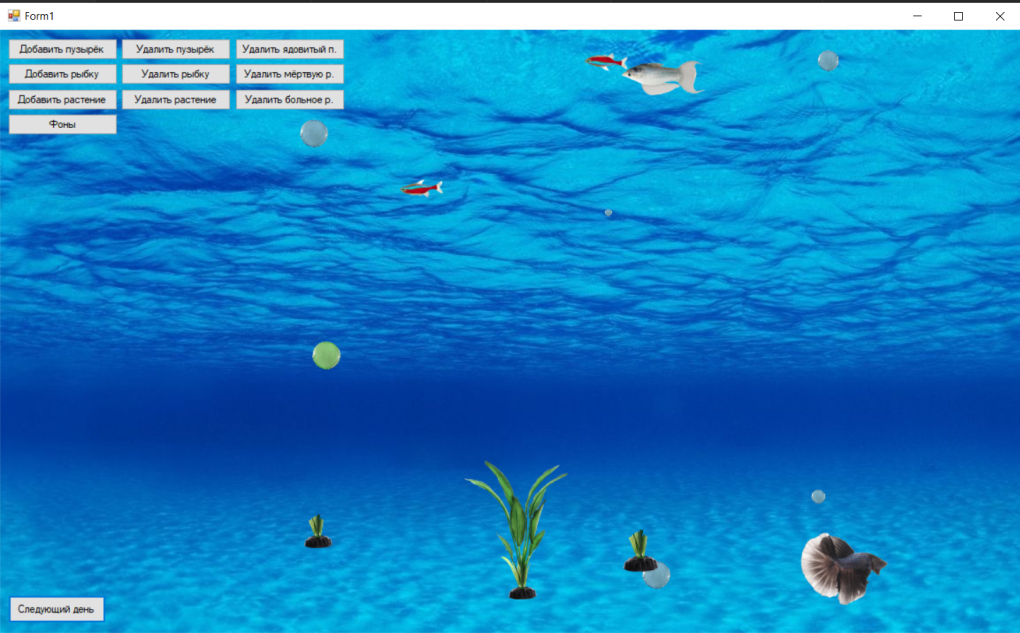 Form1
Добавить пузырёк Удалить пузырёк Удалить ядовитый п.
Добавить рыбку Удалить рыбку Удалить мёртвую р.
Добавить растение Удалить растение Удалить больное р.
Фоны
Следующий день